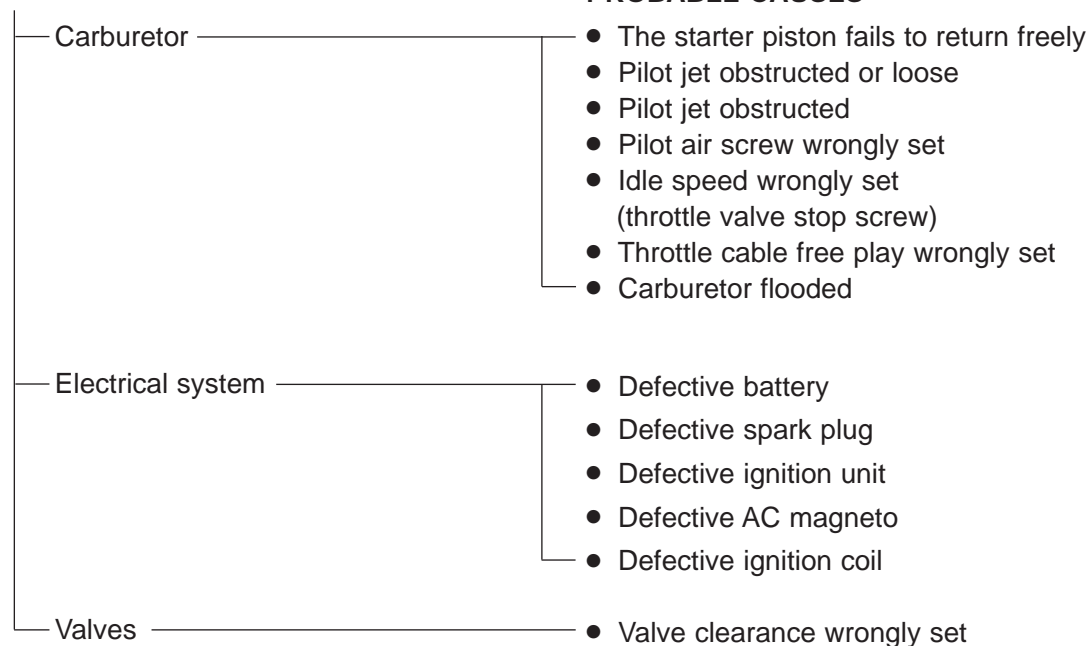 PROBABLE CAUSES
Carburetor
● The starter piston fails to return freely
● Pilot jet obstructed or loose
● Pilot jet obstructed
● Pilot air screw wrongly set
● Idle speed wrongly set
(throttle valve stop screw)
● Throttle cable free play wrongly set
● Carburetor flooded
Electrical system
● Defective battery
● Defective spark plug
● Defective ignition unit
● Defective AC magneto
● Defective ignition coil
Valves
● Valve clearance wrongly set